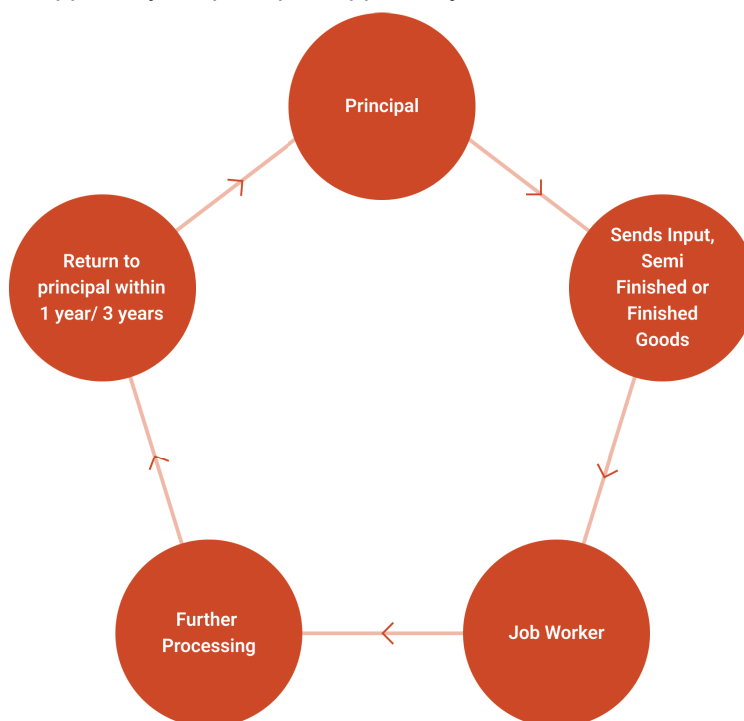 Principal
Sends Input,
Semi
Finished or
Finished
Goods
Job Worker
Further
Processing
Return to
principal within
1 year/ 3 years